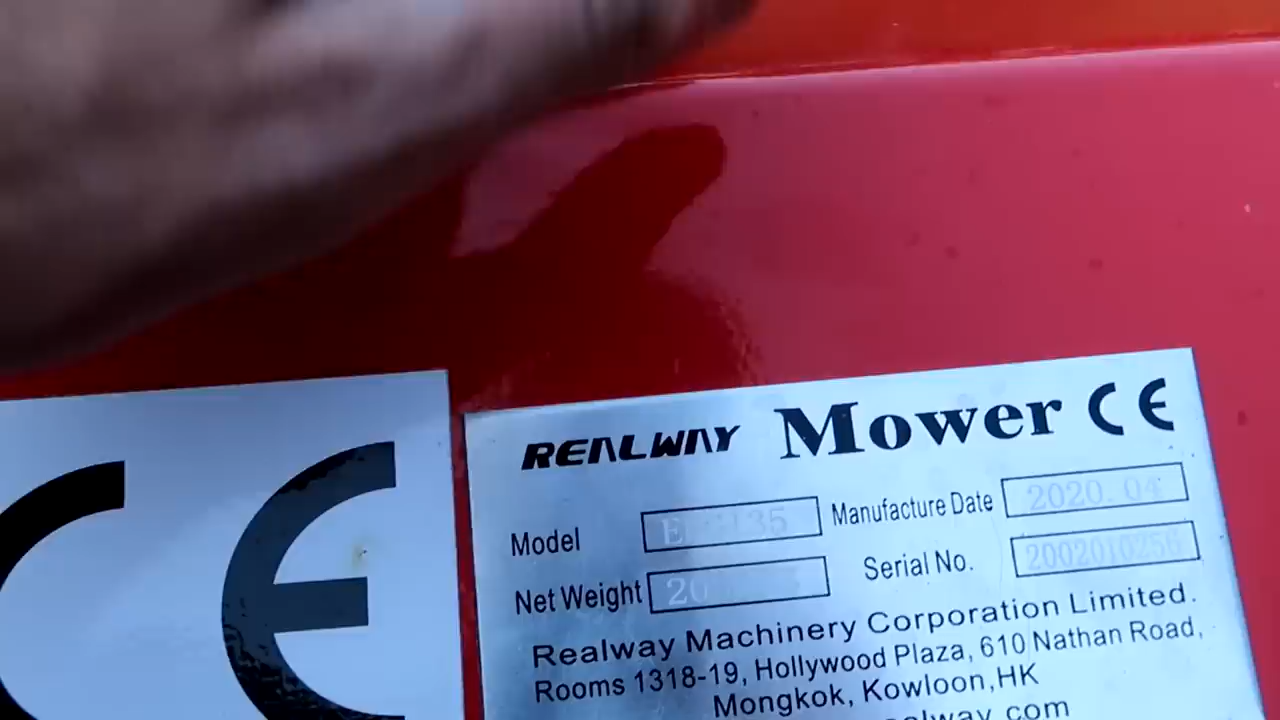 CE
REALWAY Mower CE
Model
Manufacture Date 2020.04
Net Weight
Serial No. 2002010256
Realway Machinery Corporation Limited.
Rooms 1318-19, Hollywood Plaza, 610 Nathan Road,
Mongkok, Kowloon,HK